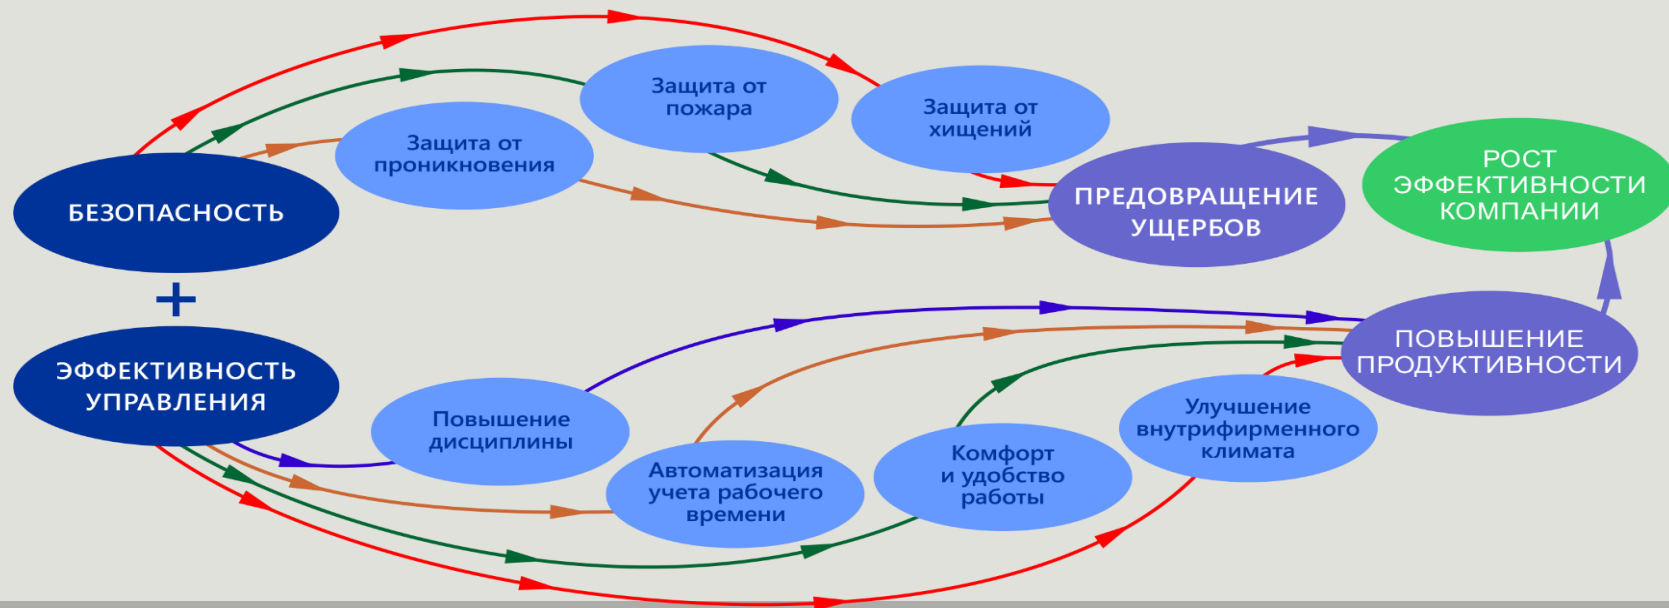 Защита от
пожара
Защита от
хищений
Защита от
проникновения
БЕЗОПАСНОСТЬ
ПРЕДОВРАЩЕНИЕ
УЩЕРБОВ
РОСТ
ЭФФЕКТИВНОСТИ
КОМПАНИИ
+
ЭФФЕКТИВНОСТЬ
УПРАВЛЕНИЯ
Повышение
дисциплины
Автоматизация
учета рабочего
времени
Комфорт
и удобство
работы
Улучшение
внутрифирменного
климата
ПОВЫШЕНИЕ
ПРОДУКТИВНОСТИ